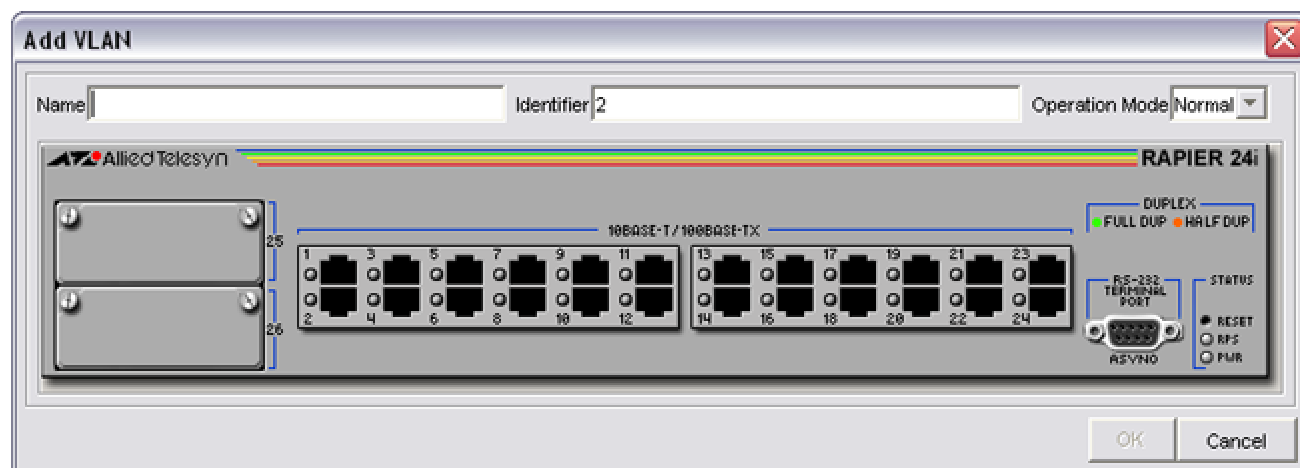 Add VLAN
Name Identifier 2 Operation Mode Normal
Allied Telesyn RAPIER 24i
DUPLEX
FULL DUP HALF DUP
10BASE-T/100BASE-TX
25
1 3 5 7 9 11 13 15 17 19 21 23
RS-232
TERMINAL
PORT
STATUS
2 4 6 8 10 12 14 16 18 20 22 24
26
RESET
RPS
PWR
ASYNO
OK Cancel